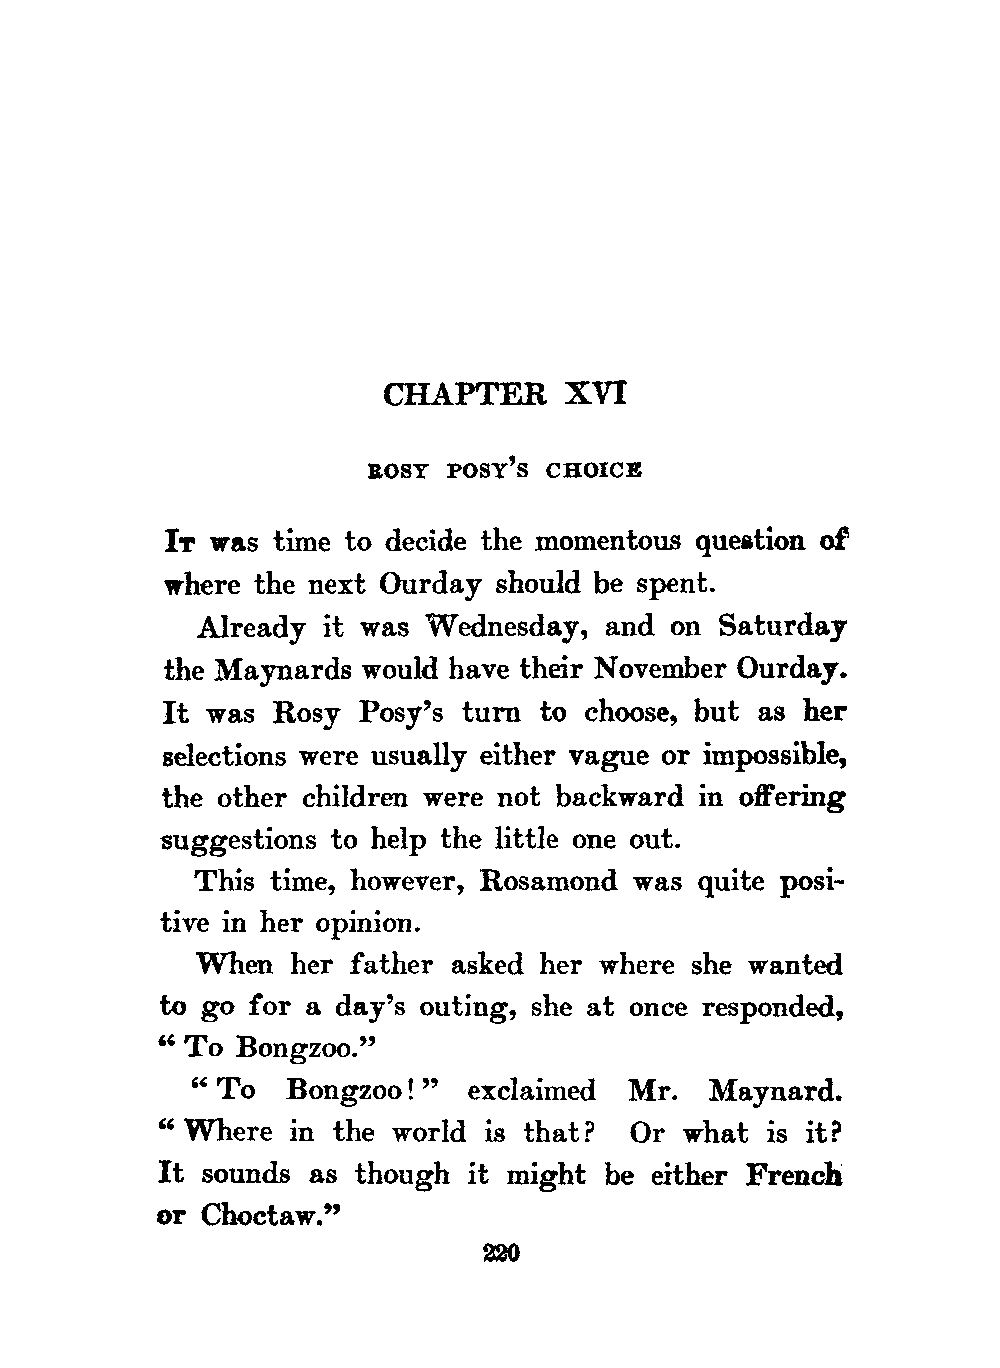 CHAPTER XVI
ROSY POSY'S CHOICE
IT was time to decide the momentous question of
where the next Ourday should be spent.
Already it was Wednesday, and on Saturday
the Maynards would have their November Ourday.
It was Rosy Posy's turn to choose, but as her
selections were usually either vague or impossible,
the other children were not backward in offering
suggestions to help the little one out.
This time, however, Rosamond was quite posi-
tive in her opinion.
When her father asked her where she wanted
to go for a day's outing, she at once responded,
"To Bongzoo."
"To Bongzoo!" exclaimed Mr. Maynard.
"Where in the world is that? Or what is it?
It sounds as though it might be either French
or Choctaw."
220